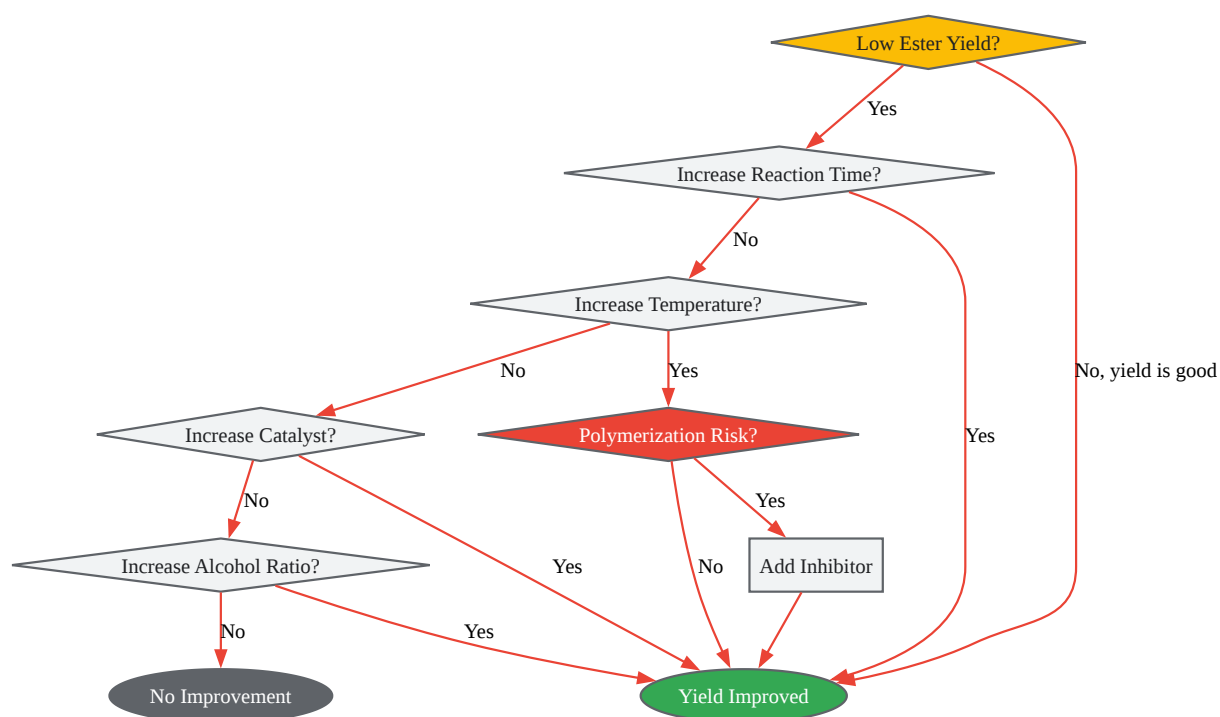 Low Ester Yield?
Yes
Increase Reaction Time?
No
Increase Temperature?
No
Yes
No, yield is good
Increase Catalyst?
Polymerization Risk?
Yes
No
Yes
Increase Alcohol Ratio?
Yes
No
Add Inhibitor
No
Yes
No Improvement
Yield Improved